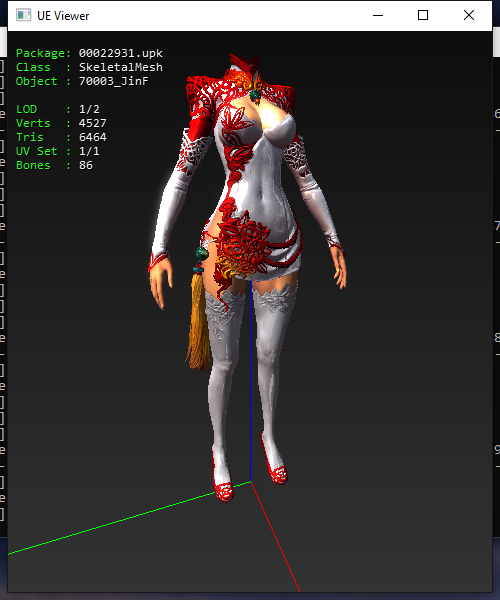 UE Viewer
Package: 00022931.upk
Class  : SkeletalMesh
Object : 70003_JinF
LOD    : 1/2
Verts  : 4527
Tris   : 6464
UV Set : 1/1
Bones  : 86